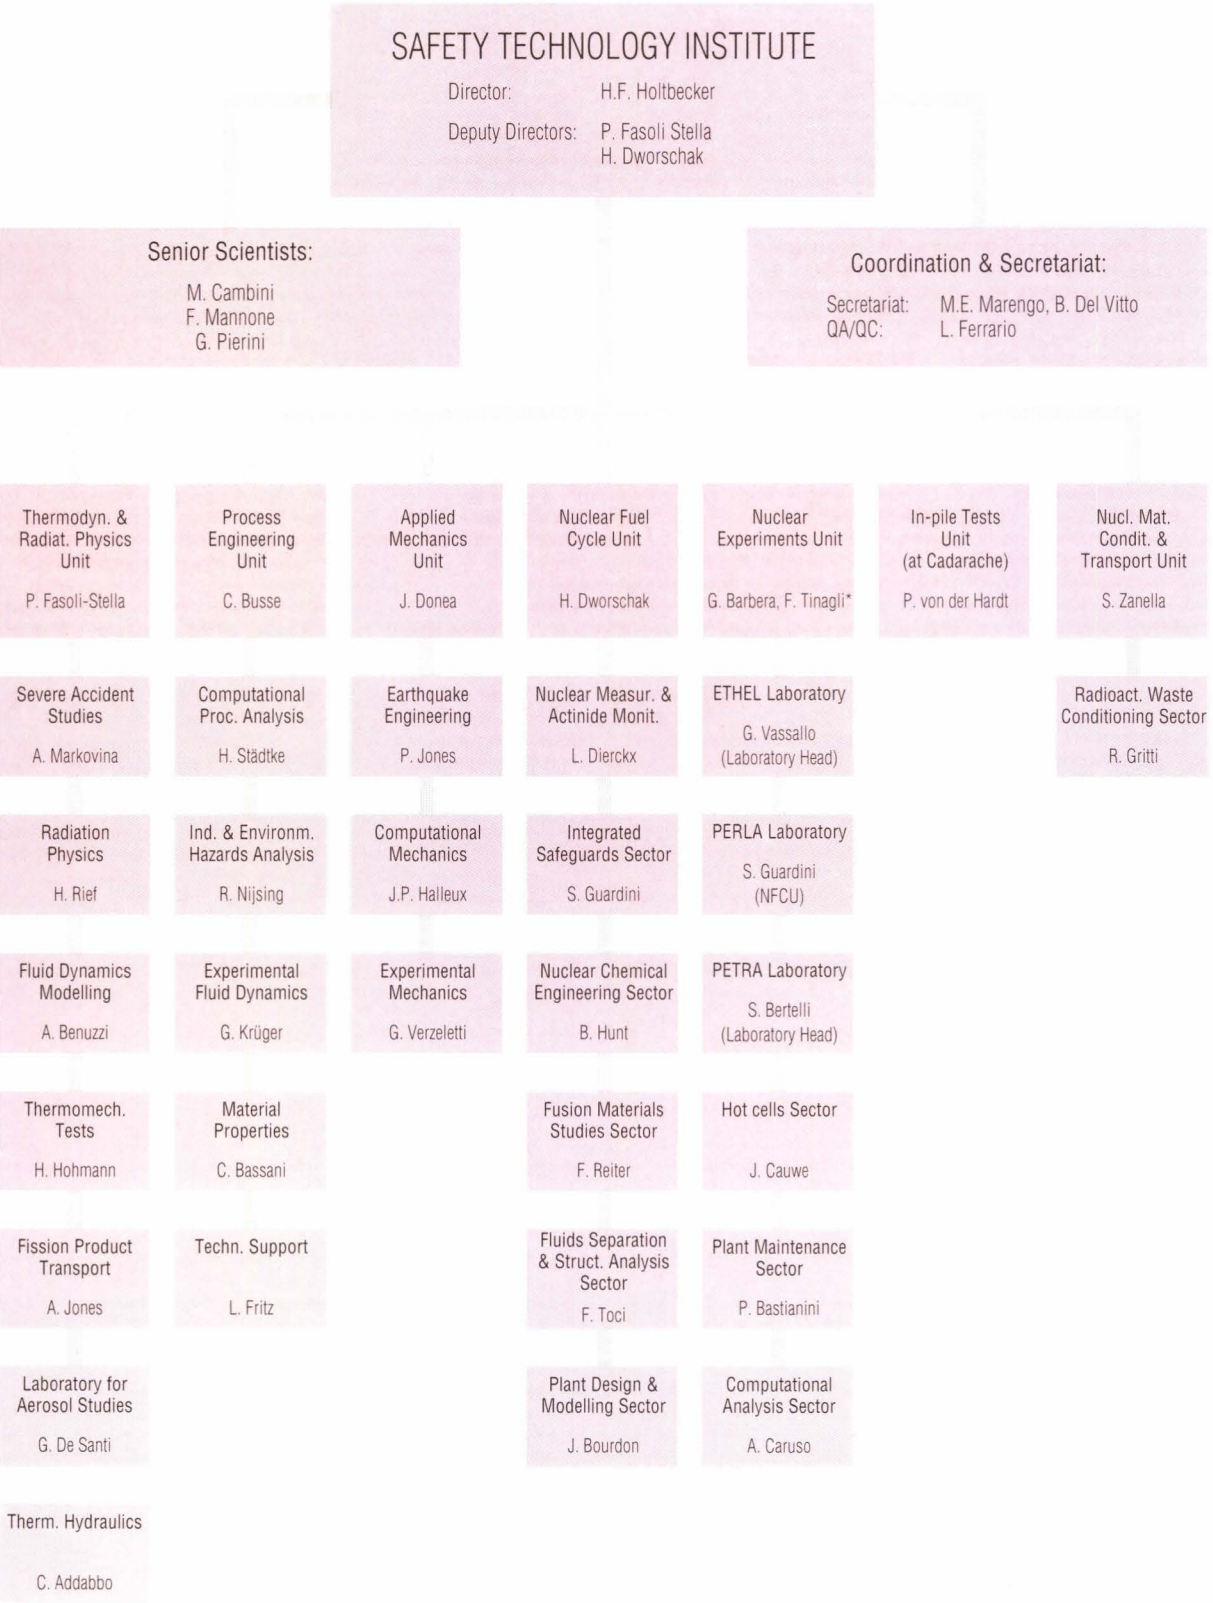 SAFETY TECHNOLOGY INSTITUTE
Director: H.F. Holtbecker
Deputy Directors: P. Fasoli Stella
H. Dworschak
Senior Scientists:
M. Cambini
F. Mannone
G. Pierini
Coordination & Secretariat:
Secretariat: M.E. Marengo, B. Del Vitto
QA/QC: L. Ferrario
Thermodyn. &
Radiat. Physics
Unit
P. Fasoli-Stella
Process
Engineering
Unit
C. Busse
Applied
Mechanics
Unit
J. Donea
Nuclear Fuel
Cycle Unit
H. Dworschak
Nuclear
Experiments Unit
G. Barbera, F. Tinagli*
In-pile Tests
Unit
(at Cadarache)
P. von der Hardt
Nucl. Mat.
Condit. &
Transport Unit
S. Zanella
Severe Accident
Studies
A. Markovina
Computational
Proc. Analysis
H. Städtke
Earthquake
Engineering
P. Jones
Nuclear Measur. &
Actinide Monit.
L. Dierckx
ETHEL Laboratory
G. Vassallo
(Laboratory Head)
Radioact. Waste
Conditioning Sector
R. Gritti
Radiation
Physics
H. Rief
Ind. & Environm.
Hazards Analysis
R. Nijsing
Computational
Mechanics
J.P. Halleux
Integrated
Safeguards Sector
S. Guardini
PERLA Laboratory
S. Guardini
(NFCU)
Fluid Dynamics
Modelling
A. Benuzzi
Experimental
Fluid Dynamics
G. Krüger
Experimental
Mechanics
G. Verzeletti
Nuclear Chemical
Engineering Sector
B. Hunt
PETRA Laboratory
S. Bertelli
(Laboratory Head)
Thermomech.
Tests
H. Hohmann
Material
Properties
C. Bassani
Fusion Materials
Studies Sector
F. Reiter
Hot cells Sector
J. Cauwe
Fission Product
Transport
A. Jones
Techn. Support
L. Fritz
Fluids Separation
& Struct. Analysis
Sector
F. Toci
Plant Maintenance
Sector
P. Bastianini
Laboratory for
Aerosol Studies
G. De Santi
Plant Design &
Modelling Sector
J. Bourdon
Computational
Analysis Sector
A. Caruso
Therm. Hydraulics
C. Addabbo